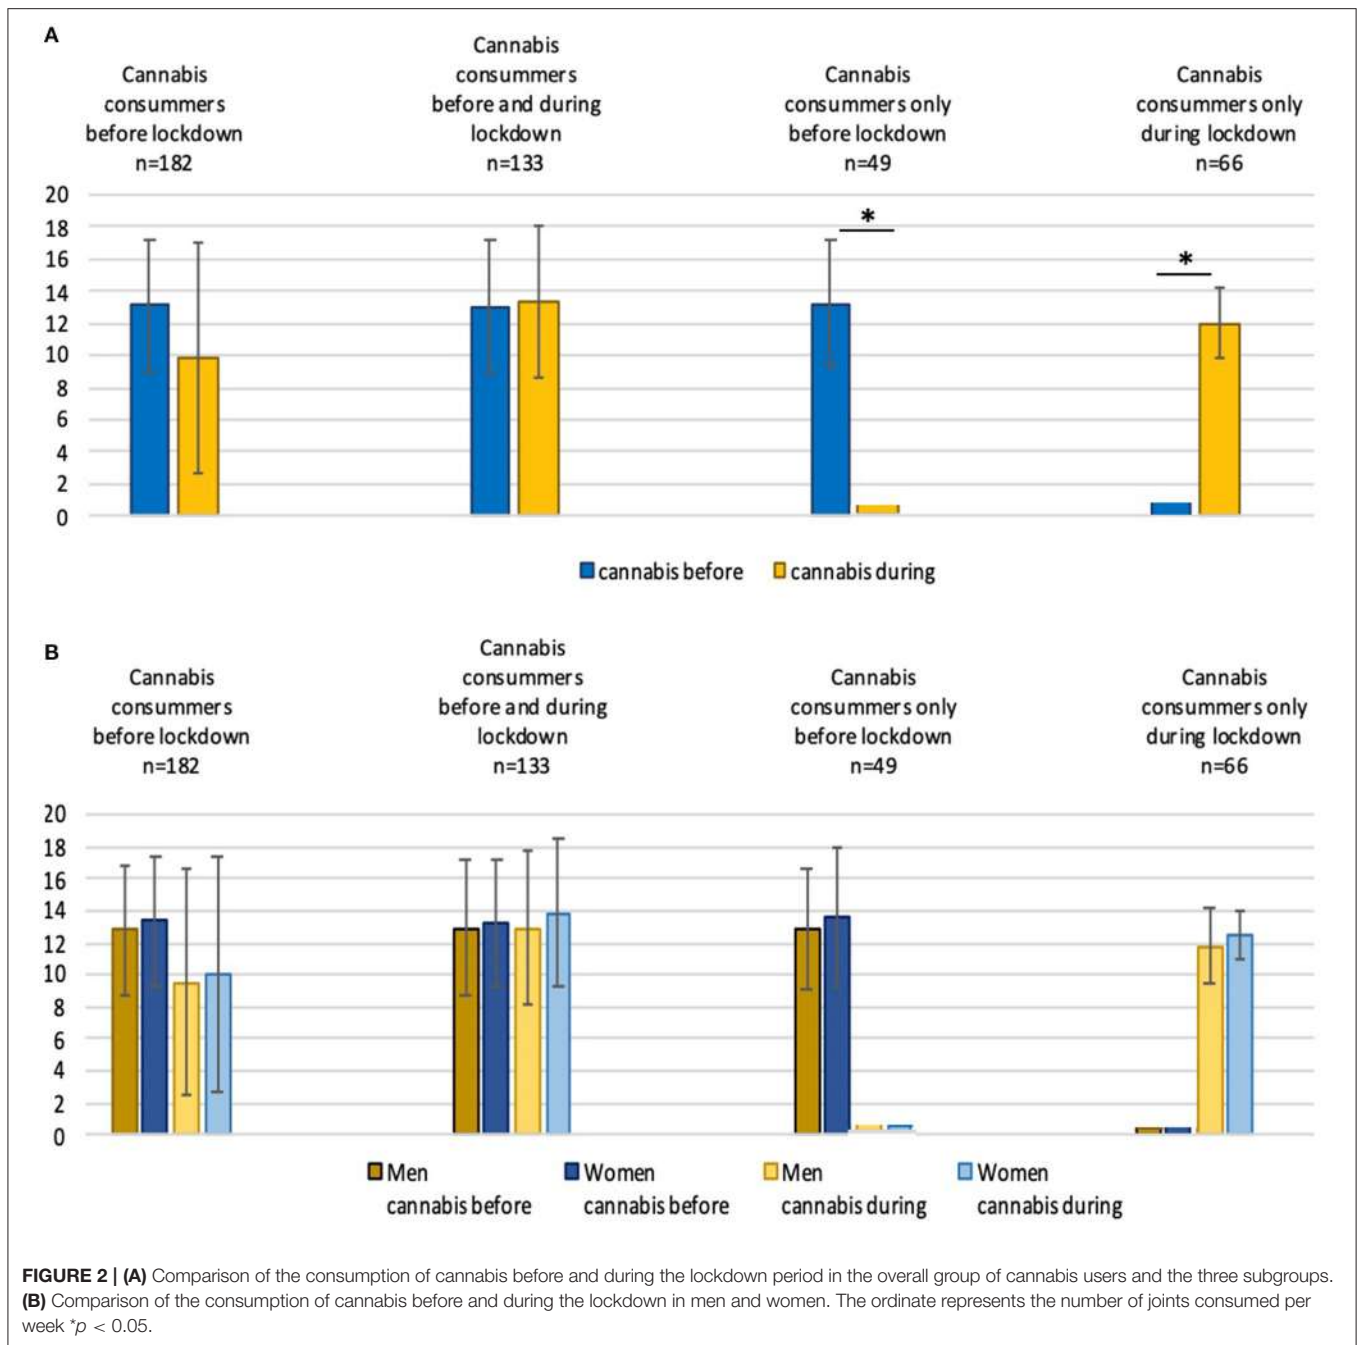 A
Cannabis
consummers
before lockdown
n=182
Cannabis
consummers
before and during
lockdown
n=133
Cannabis
consummers only
before lockdown
n=49
Cannabis
consummers only
during lockdown
n=66
20
18
16
14
12
10
8
6
4
2
0
*
*
cannabis before
cannabis during
B
Cannabis
consummers
before lockdown
n=182
Cannabis
consummers
before and during
lockdown
n=133
Cannabis
consummers only
before lockdown
n=49
Cannabis
consummers only
during lockdown
n=66
20
18
16
14
12
10
8
6
4
2
0
Men
cannabis before
Women
cannabis before
Men
cannabis during
Women
cannabis during
FIGURE 2 | (A) Comparison of the consumption of cannabis before and during the lockdown period in the overall group of cannabis users and the three subgroups.
(B) Comparison of the consumption of cannabis before and during the lockdown in men and women. The ordinate represents the number of joints consumed per
week *p < 0.05.